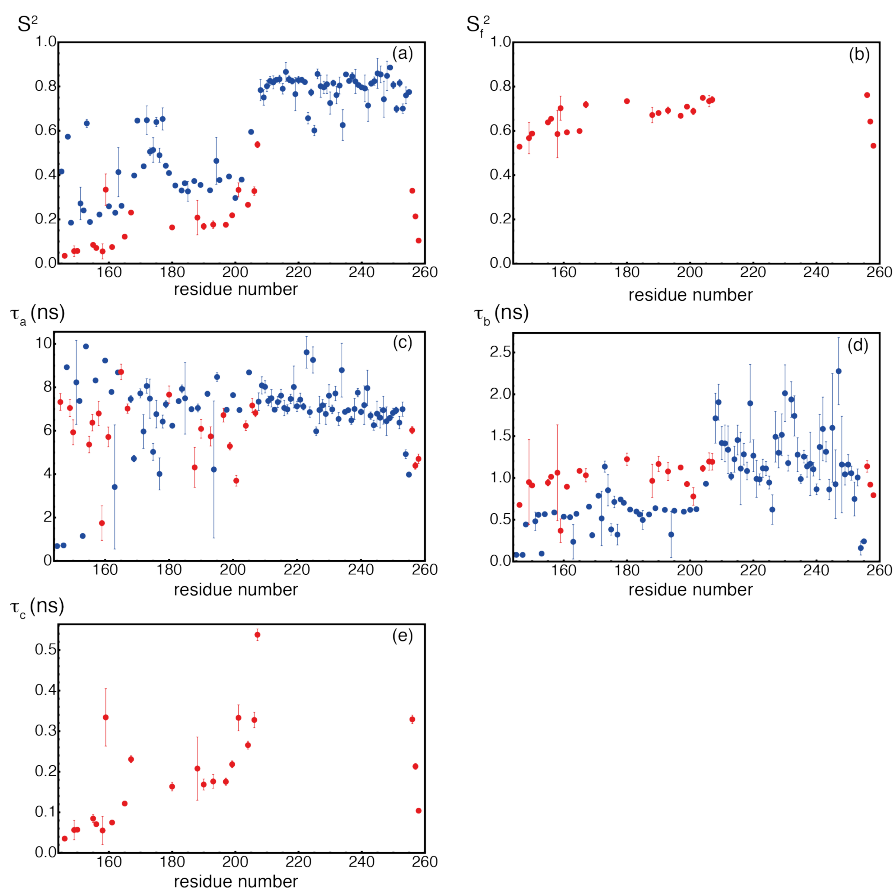 S²
(a)
1.0
0.8
0.6
0.4
0.2
0.0
160 180 200 220 240 260
residue number
S_f²
(b)
1.0
0.8
0.6
0.4
0.2
0.0
160 180 200 220 240 260
residue number
τ_a (ns)
(c)
10
8
6
4
2
0
160 180 200 220 240 260
residue number
τ_b (ns)
(d)
2.5
2.0
1.5
1.0
0.5
0.0
160 180 200 220 240 260
residue number
τ_c (ns)
(e)
0.5
0.4
0.3
0.2
0.1
0.0
160 180 200 220 240 260
residue number